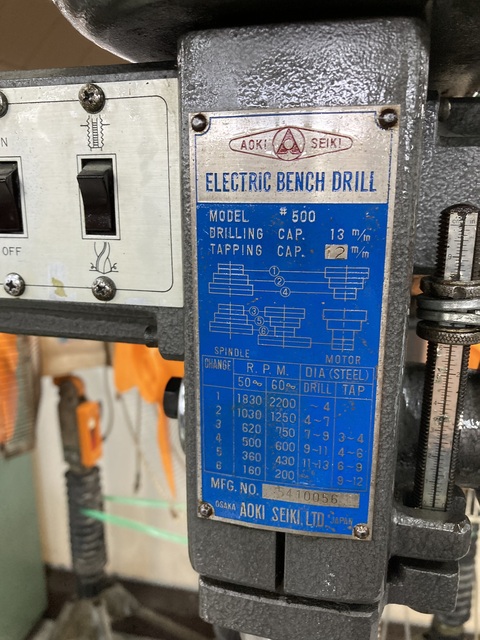 ON
OFF
AOKI SEIKI
ELECTRIC BENCH DRILL
MODEL #500
DRILLING CAP. 13 m/m
TAPPING CAP. 2 m/m
①
②
④
③
⑤
⑥
SPINDLE MOTOR
CHANGE R.P.M. DIA (STEEL)
50~ 60~ DRILL TAP
1 1830 2200 ~4
2 1030 1250 4~7
3 620 750 7~9 3~4
4 500 600 9~11 4~6
5 360 430 11~13 6~9
6 160 200 9~12
MFG. NO. 5410056
OSAKA AOKI SEIKI, LTD. JAPAN